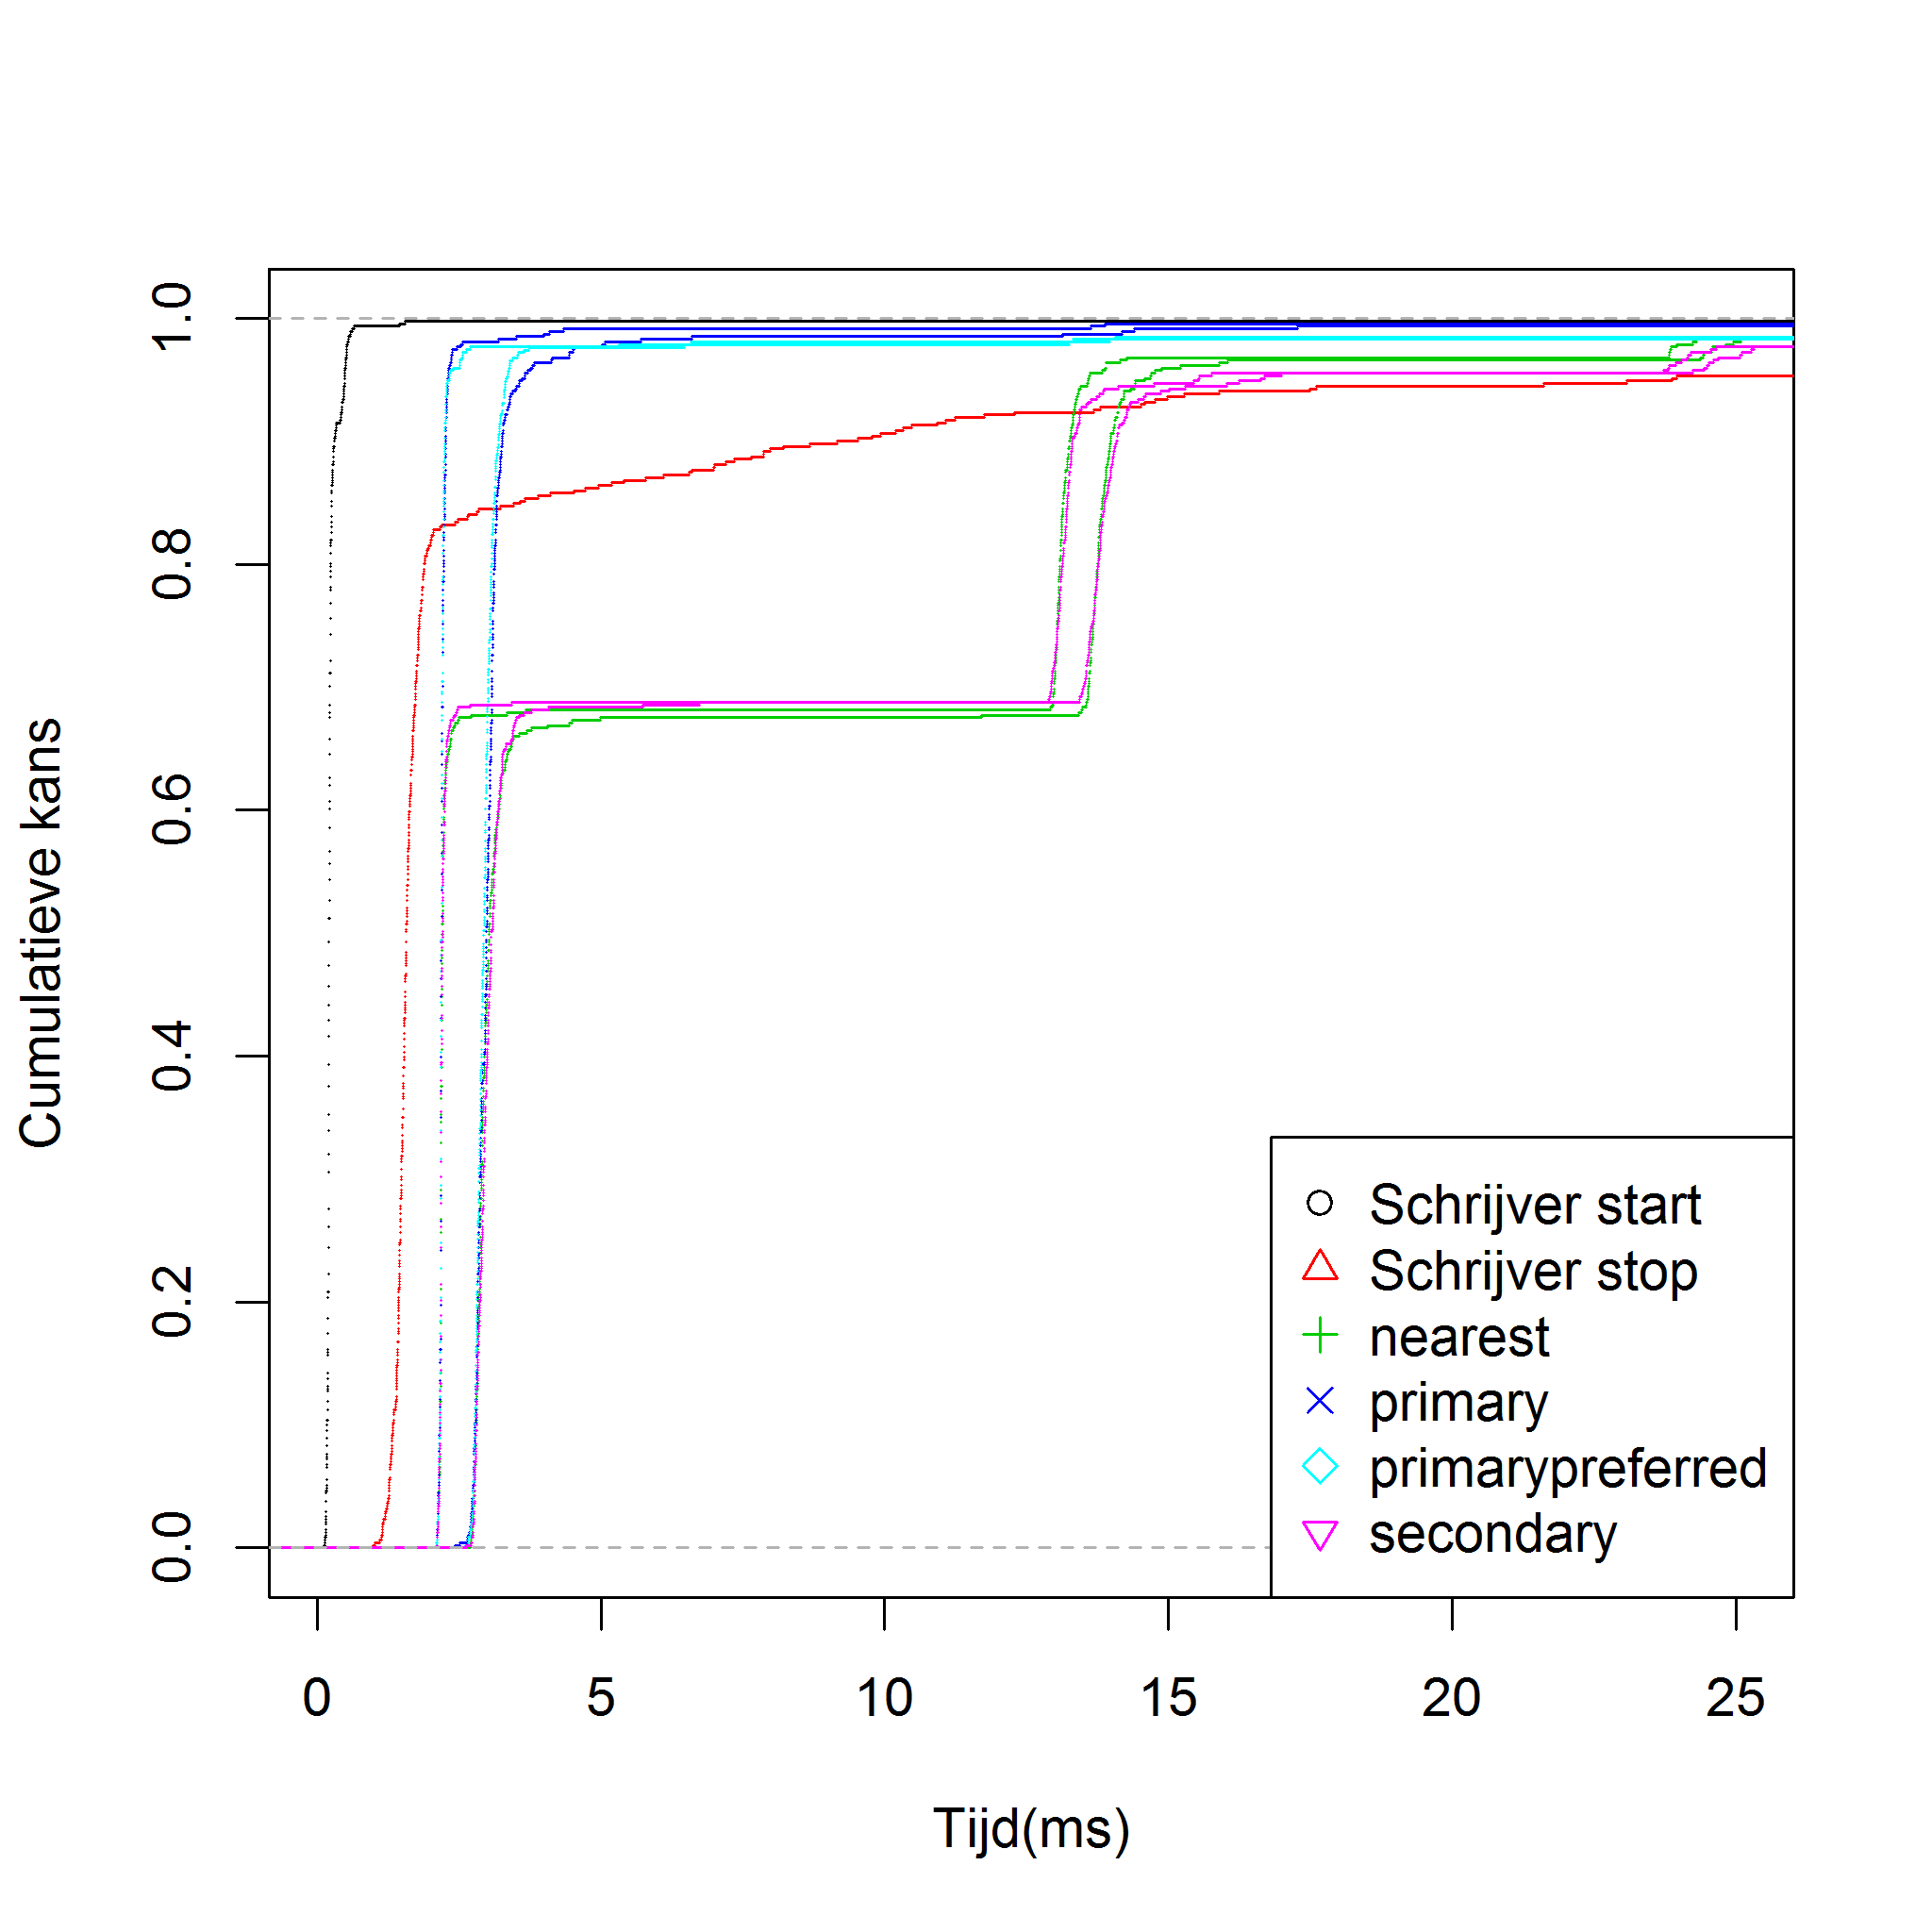 Cumulatieve kans
1.0
0.8
0.6
0.4
0.2
0.0
Schrijver start
Schrijver stop
nearest
primary
primarypreferred
secondary
0 5 10 15 20 25
Tijd(ms)